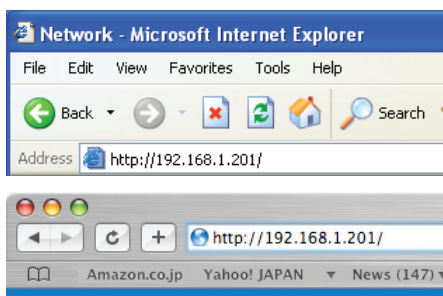 Network - Microsoft Internet Explorer
File Edit View Favorites Tools Help
Back Search
Address http://192.168.1.201/
http://192.168.1.201/
Amazon.co.jp Yahoo! JAPAN News (147)